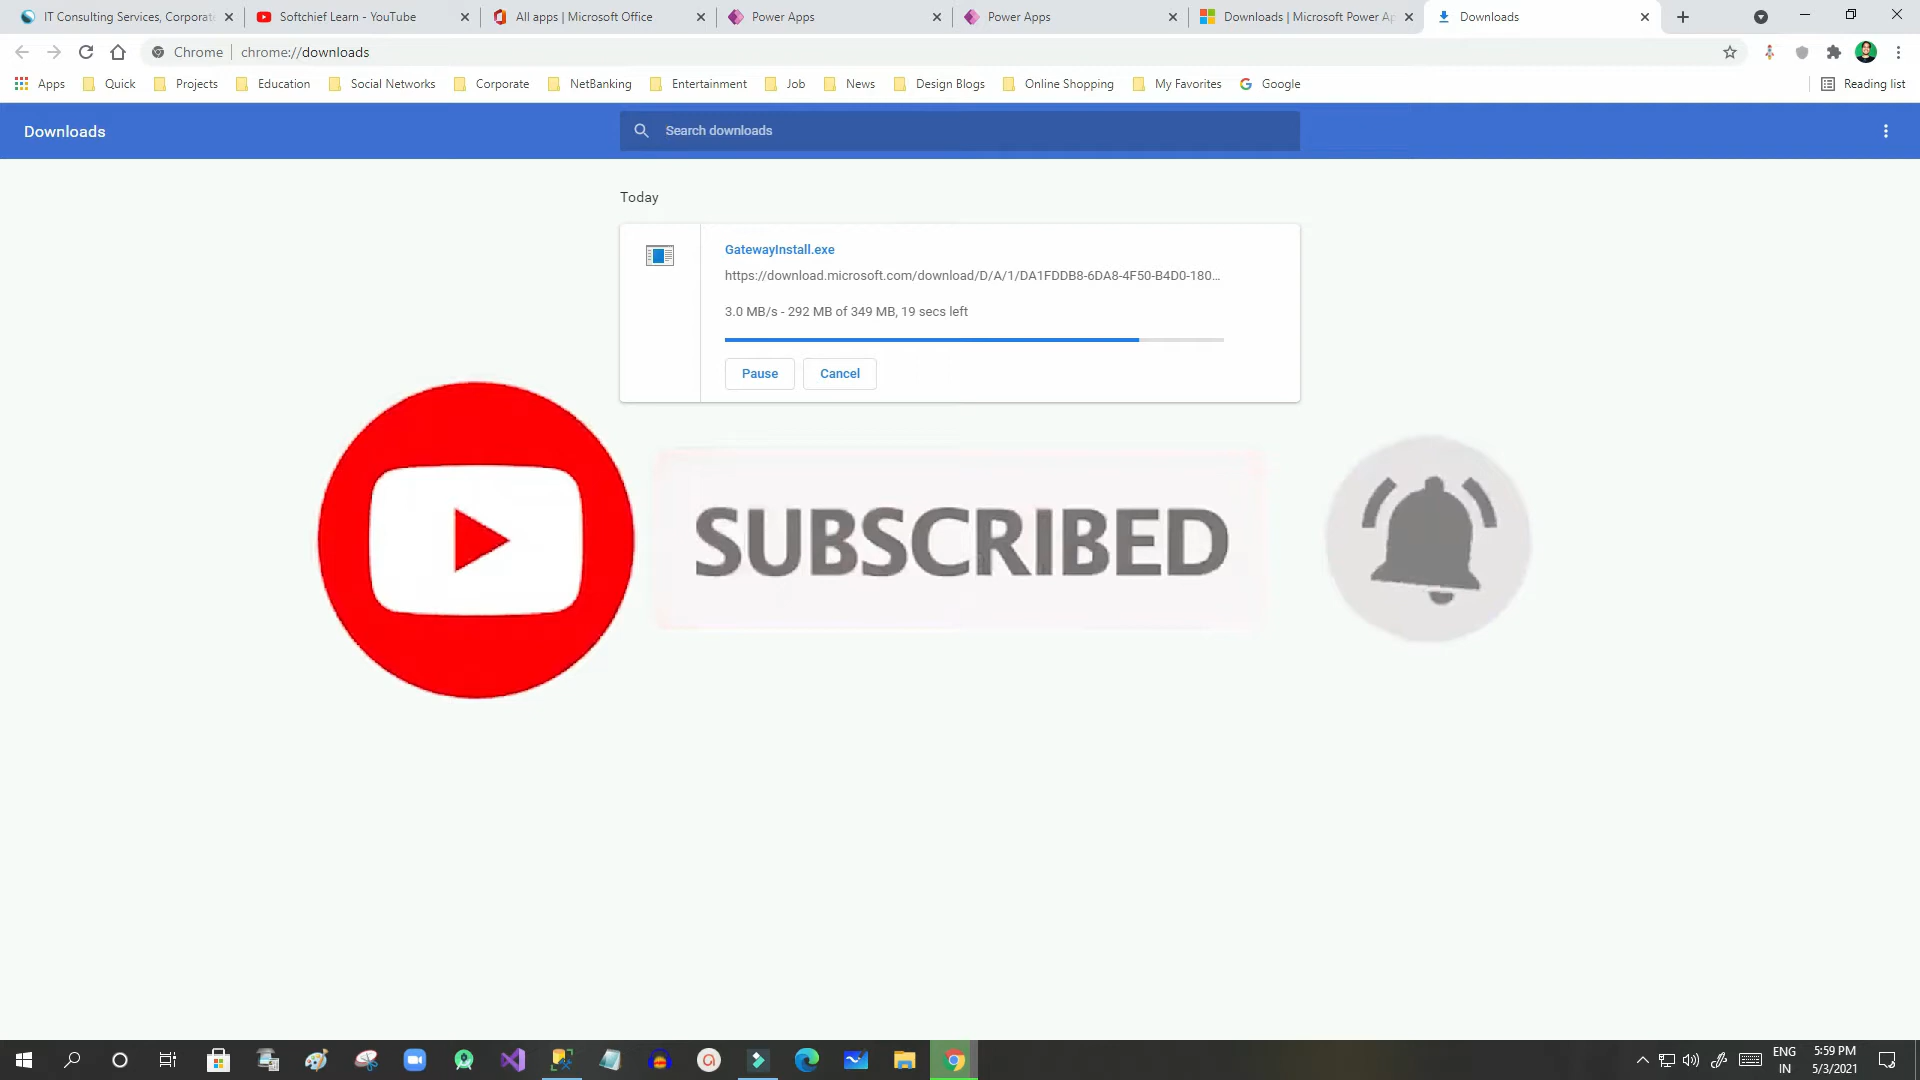 IT Consulting Services, Corporat
Softchief Learn - YouTube
All apps | Microsoft Office
Power Apps
Power Apps
Downloads | Microsoft Power Ap
Downloads
Chrome
chrome://downloads
Apps
Quick
Projects
Education
Social Networks
Corporate
NetBanking
Entertainment
Job
News
Design Blogs
Online Shopping
My Favorites
Google
Reading list
Downloads
Search downloads
Today
GatewayInstall.exe
https://download.microsoft.com/download/D/A/1/DA1FDDB8-6DA8-4F50-B4D0-180...
3.0 MB/s - 292 MB of 349 MB, 19 secs left
Pause
Cancel
SUBSCRIBED
ENG
IN
5:59 PM
5/3/2021